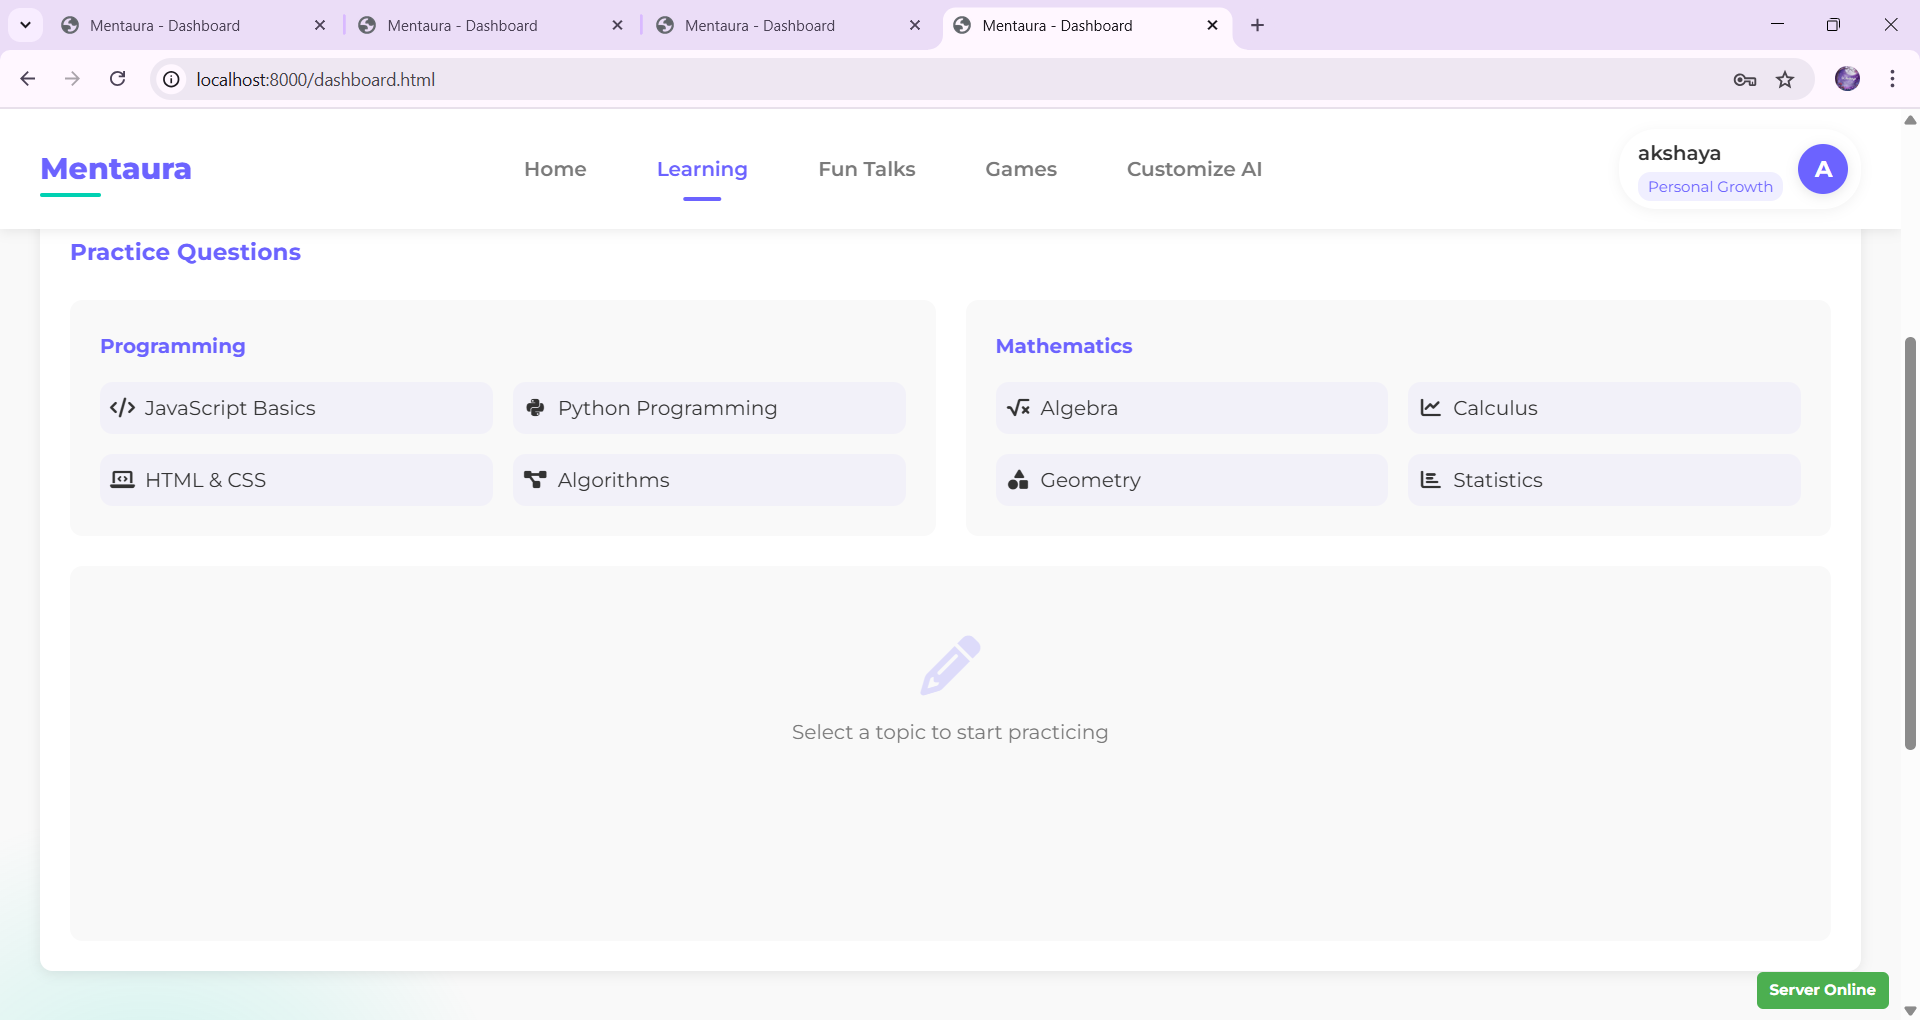 Mentaura - Dashboard
Mentaura - Dashboard
Mentaura - Dashboard
Mentaura - Dashboard
localhost:8000/dashboard.html
Mentaura
Home
Learning
Fun Talks
Games
Customize AI
akshaya
Personal Growth
A
Practice Questions
Programming
JavaScript Basics
Python Programming
HTML & CSS
Algorithms
Mathematics
Algebra
Calculus
Geometry
Statistics
Select a topic to start practicing
Server Online